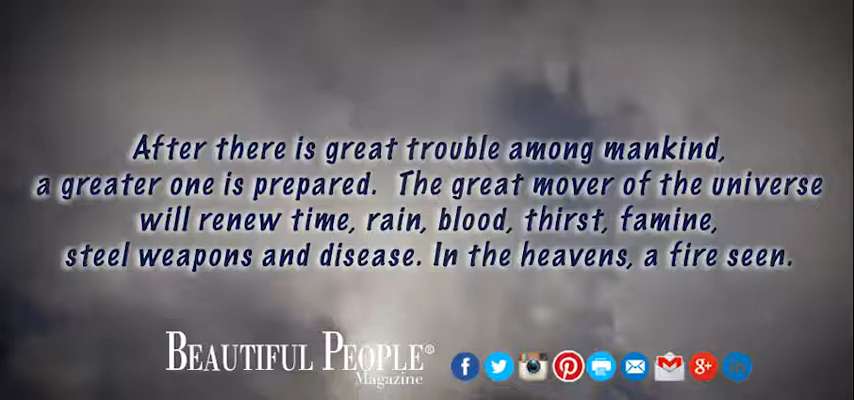 After there is great trouble among mankind,
a greater one is prepared. The great mover of the universe
will renew time, rain, blood, thirst, famine,
steel weapons and disease. In the heavens, a fire seen.
BEAUTIFUL PEOPLE®
Magazine
f
g+
in